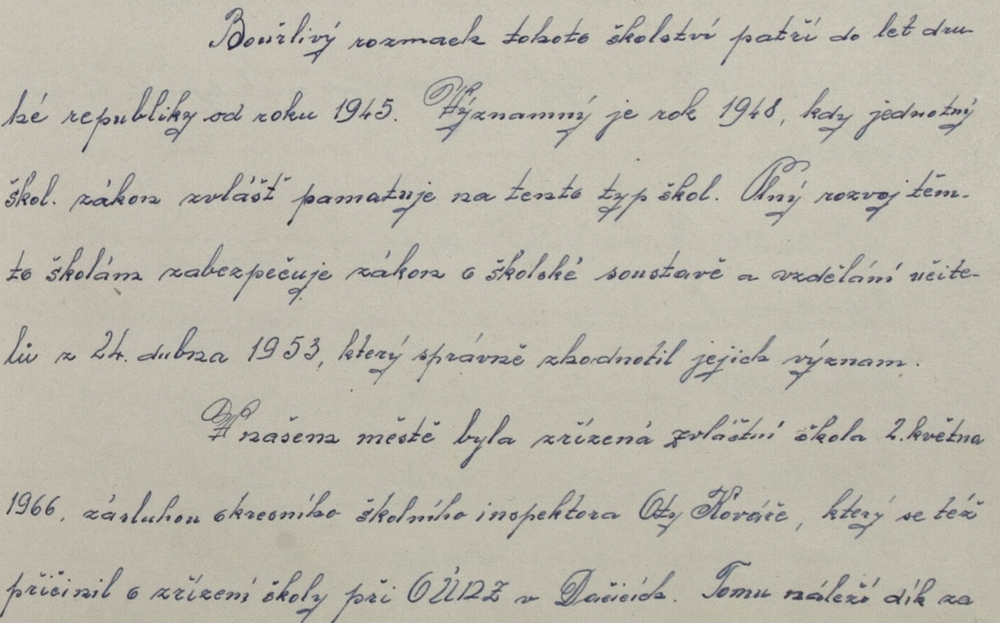 Bouřlivý rozmach tohoto školství patří do let dru-
hé republiky od roku 1945. Významný je rok 1948, kdy jednotný
škol. zákon zvlášť pamatuje na tento typ škol. Plný rozvoj těm-
to školám zabezpečuje zákon o školské soustavě a vzdělání učite-
lů z 24. dubna 1953, který správně zhodnotil jejich význam.
V našem městě byla zřízená zvláštní škola 2. května
1966, zásluhou okresního školního inspektora Oty Kováře, který se též
přičinil o zřízení školy při OÚNZ v Dačicích. Tomu náleží dík za